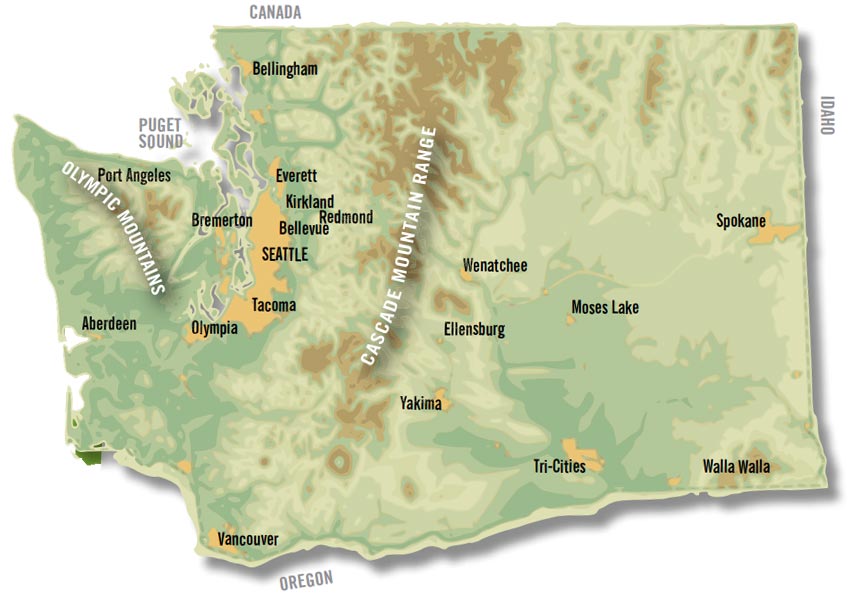 CANADA
Bellingham
PUGET
SOUND
IDAHO
OLYMPIC MOUNTAINS
Port Angeles
Everett
Kirkland
Redmond
Bremerton
Bellevue
SEATTLE
CASCADE MOUNTAIN RANGE
Spokane
Wenatchee
Tacoma
Moses Lake
Aberdeen
Olympia
Ellensburg
Yakima
Tri-Cities
Walla Walla
Vancouver
OREGON